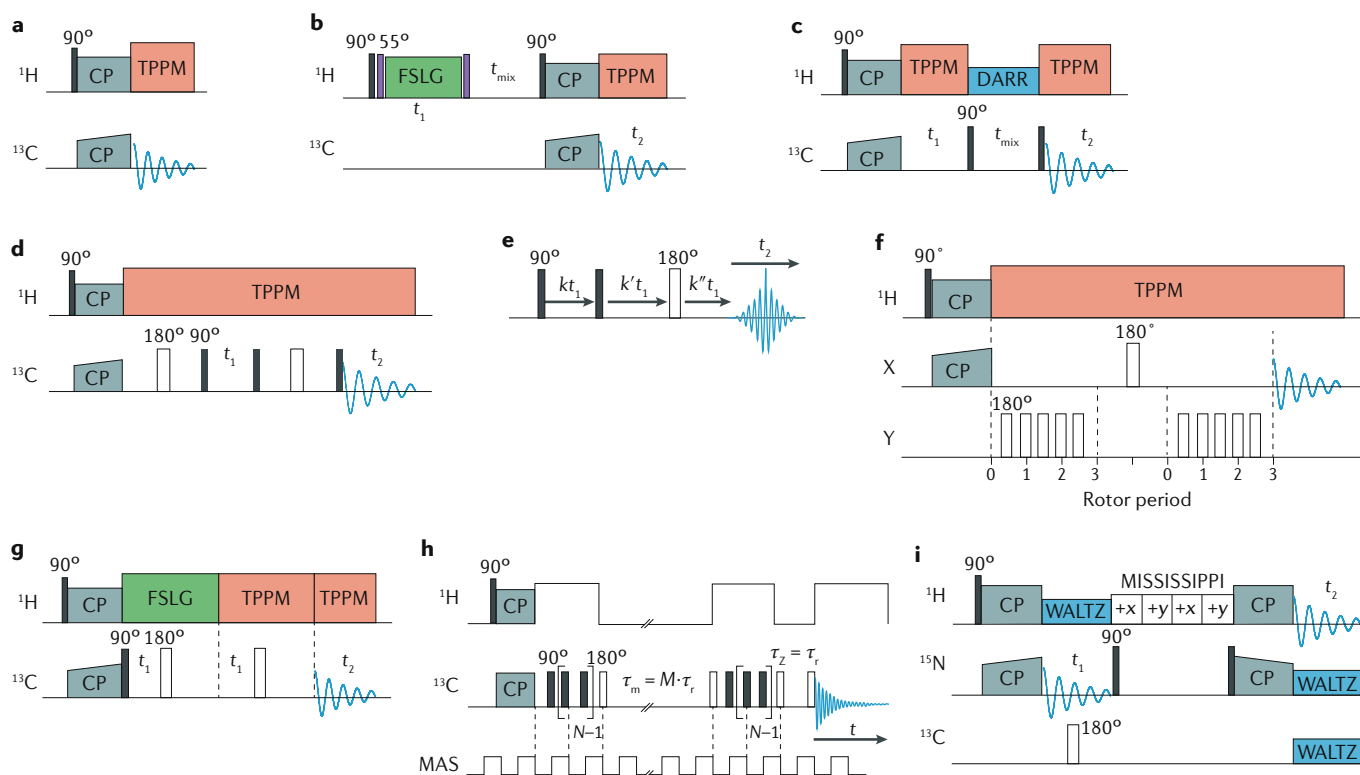 a
90°
CP TPPM
¹H
CP
¹³C
b
90° 55° 90°
FSLG t_mix CP TPPM
¹H
t₁
CP t₂
¹³C
c
90°
CP TPPM DARR TPPM
¹H
90°
CP t₁ t_mix t₂
¹³C
d
90°
CP TPPM
¹H
180° 90° t₁ t₂
CP
¹³C
e
90° 180° t₂
kt₁ k′t₁ k″t₁
f
90°
CP TPPM
¹H
180°
CP
X
180°
Y
0 1 2 3 0 1 2 3
Rotor period
g
90°
CP FSLG TPPM TPPM
¹H
90° 180°
CP t₁ t₁ t₂
¹³C
h
90°
CP
¹H
90° 180° τ_Z = τ_r
CP τ_m = M·τ_r
¹³C
N–1 N–1 t
MAS
i
90° MISSISSIPPI
CP WALTZ +x +y +x +y CP t₂
¹H
90°
CP t₁ CP WALTZ
¹⁵N
180° WALTZ
¹³C